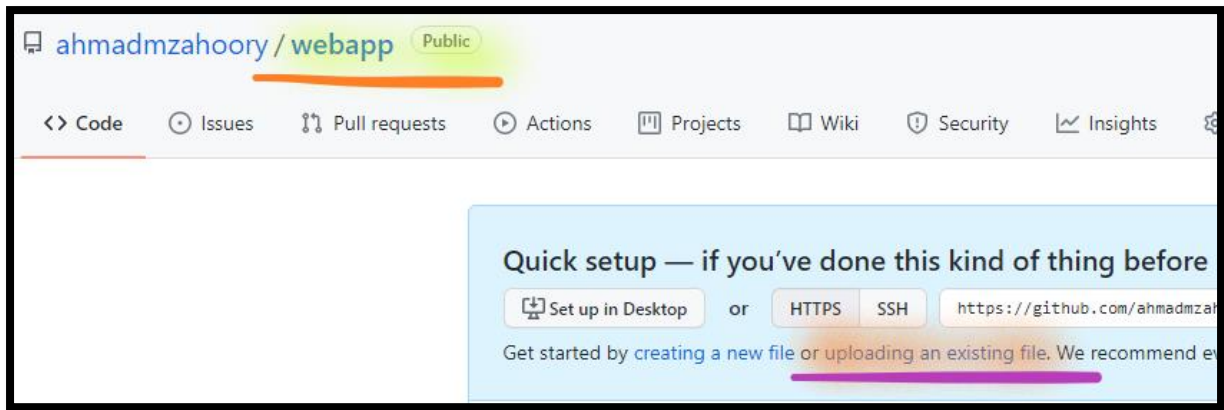 ahmadmzahoory / webapp Public
Code Issues Pull requests Actions Projects Wiki Security Insights
Quick setup — if you've done this kind of thing before
Set up in Desktop or HTTPS SSH https://github.com/ahmadmzah
Get started by creating a new file or uploading an existing file. We recommend ev